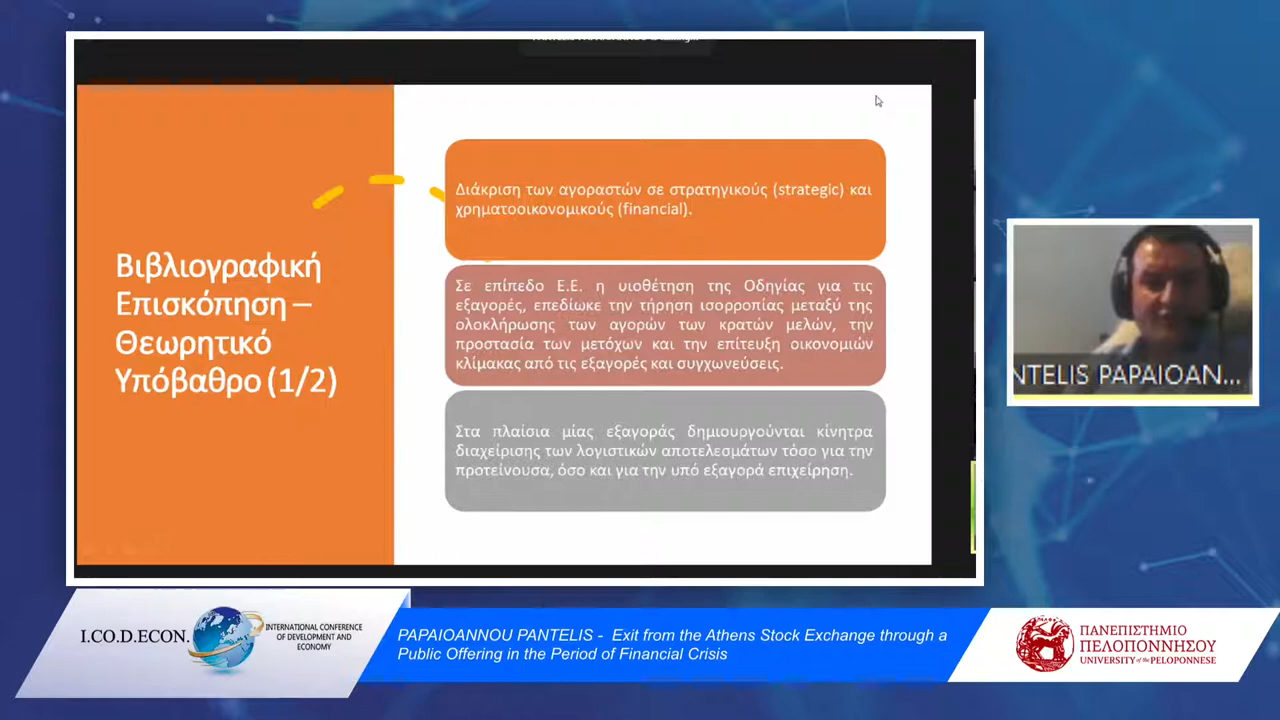 Βιβλιογραφική
Επισκόπηση –
Θεωρητικό
Υπόβαθρο (1/2)
Διάκριση των αγοραστών σε στρατηγικούς (strategic) και
χρηματοοικονομικούς (financial).
Σε επίπεδο Ε.Ε. η υιοθέτηση της Οδηγίας για τις
εξαγορές, επεδίωκε την τήρηση ισορροπίας μεταξύ της
ολοκλήρωσης των αγορών των κρατών μελών, την
προστασία των μετόχων και την επίτευξη οικονομιών
κλίμακας από τις εξαγορές και συγχωνεύσεις.
Στα πλαίσια μίας εξαγοράς δημιουργούνται κίνητρα
διαχείρισης των λογιστικών αποτελεσμάτων τόσο για την
προτείνουσα, όσο και για την υπό εξαγορά επιχείρηση.
NTELIS PAPAIOAN...
I.CO.D.ECON.
INTERNATIONAL CONFERENCE
OF DEVELOPMENT AND
ECONOMY
PAPAIOANNOU PANTELIS - Exit from the Athens Stock Exchange through a
Public Offering in the Period of Financial Crisis
ΠΑΝΕΠΙΣΤΗΜΙΟ
ΠΕΛΟΠΟΝΝΗΣΟΥ
UNIVERSITY of the PELOPONNESE